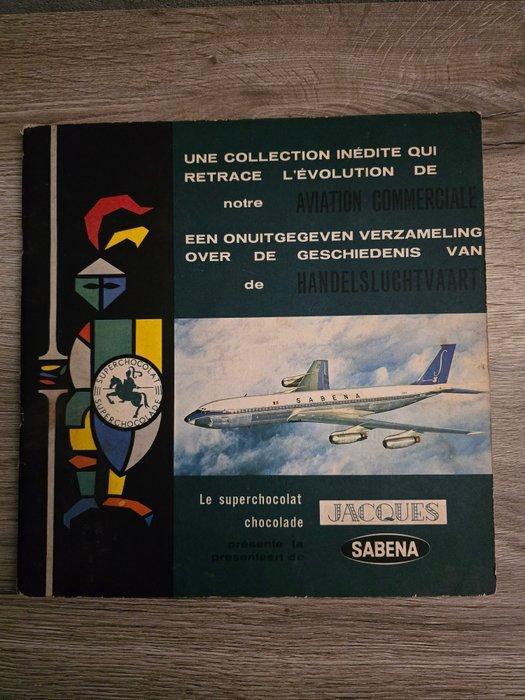 UNE COLLECTION INÉDITE QUI
RETRACE L'ÉVOLUTION DE
notre AVIATION COMMERCIALE
EEN ONUITGEGEVEN VERZAMELING
OVER DE GESCHIEDENIS VAN
de HANDELSLUCHTVAART
SABENA
S
SUPERCHOCOLAT
SUPERCHOCOLADE
Le superchocolat JACQUES
chocolade
présente la SABENA
presenteert de